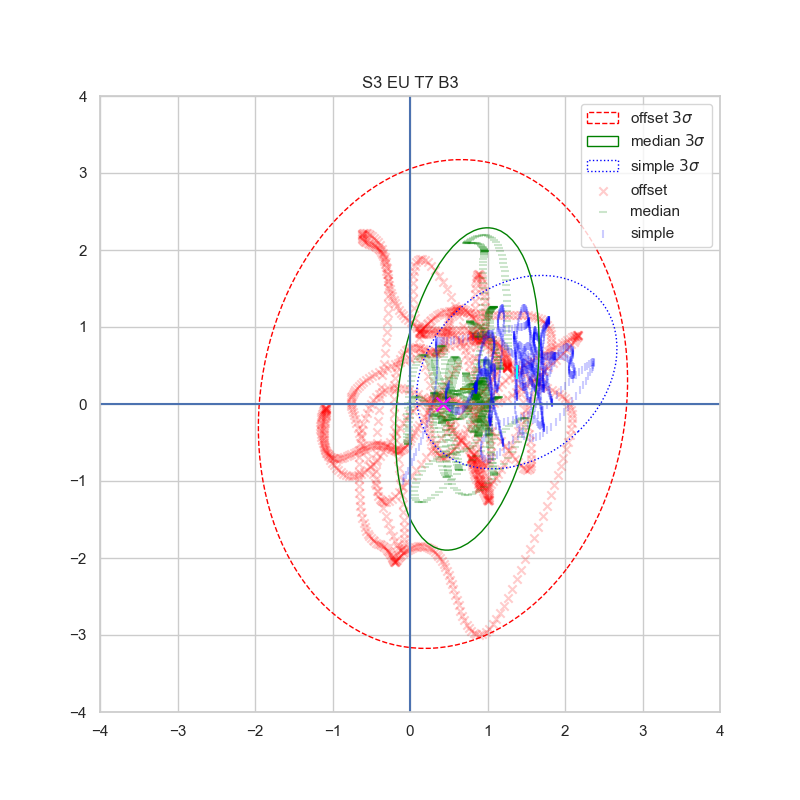 S3 EU T7 B3
offset 3σ
median 3σ
simple 3σ
offset
median
simple
4
3
2
1
0
−1
−2
−3
−4
−4 −3 −2 −1 0 1 2 3 4